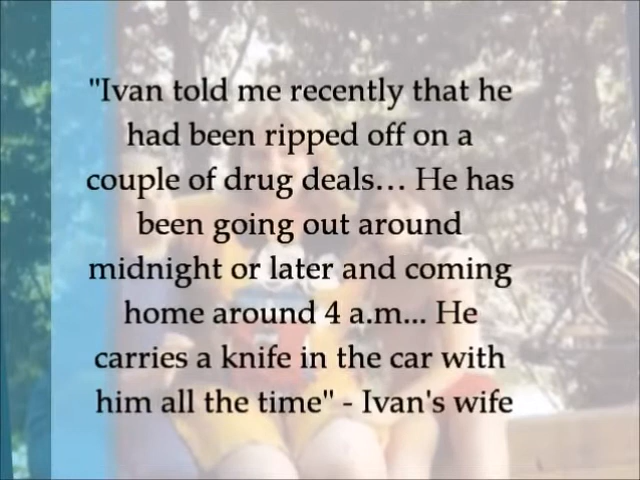 "Ivan told me recently that he
had been ripped off on a
couple of drug deals... He has
been going out around
midnight or later and coming
home around 4 a.m... He
carries a knife in the car with
him all the time" - Ivan's wife